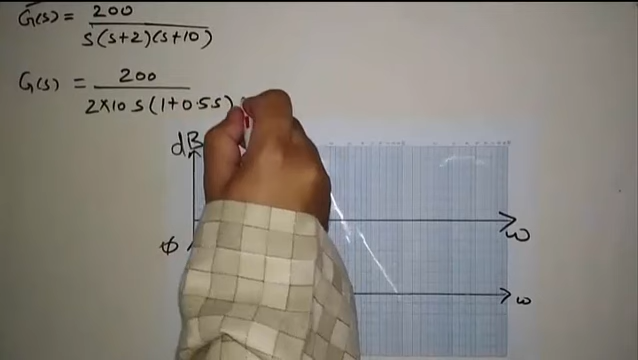 G(s) = 200
s(s+2)(s+10)
G(s) = 200
2×10 s(1+0.5s)
dB
ω
ϕ
ω